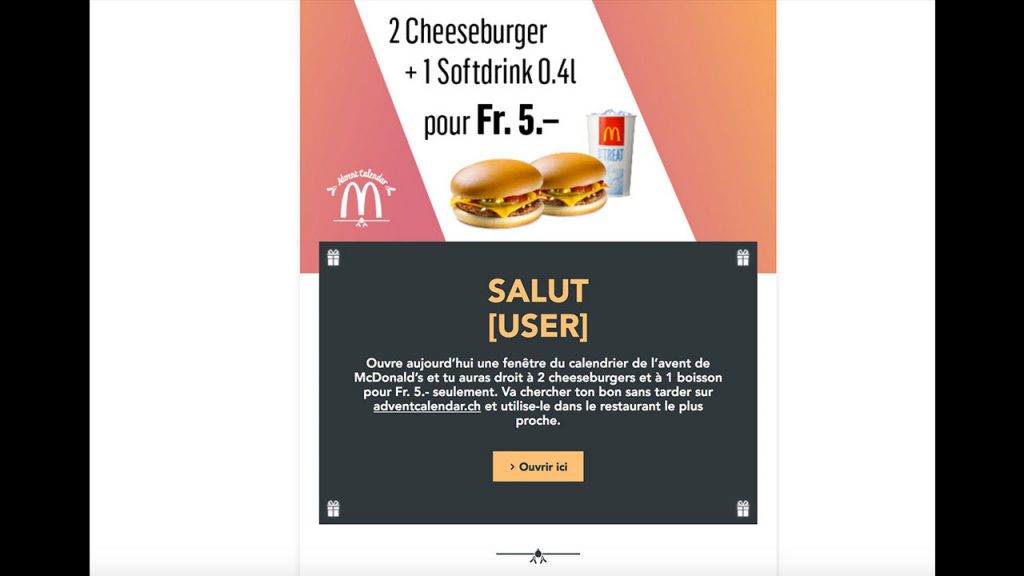 2 Cheeseburger
+ 1 Softdrink 0.4l
pour Fr. 5.–
TREAT
Advent Calendar
SALUT
[USER]
Ouvre aujourd'hui une fenêtre du calendrier de l'avent de
McDonald's et tu auras droit à 2 cheeseburgers et à 1 boisson
pour Fr. 5.- seulement. Va chercher ton bon sans tarder sur
adventcalendar.ch et utilise-le dans le restaurant le plus
proche.
> Ouvrir ici